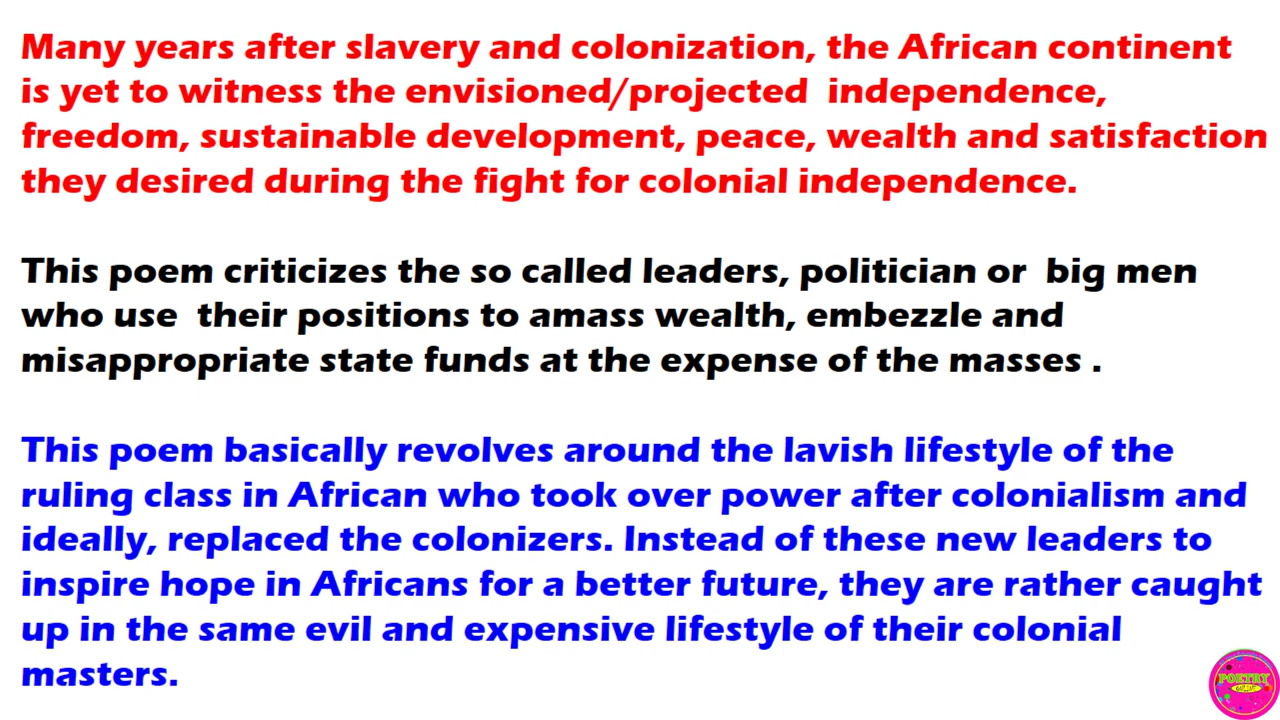 Many years after slavery and colonization, the African continent
is yet to witness the envisioned/projected  independence,
freedom, sustainable development, peace, wealth and satisfaction
they desired during the fight for colonial independence.
This poem criticizes the so called leaders, politician or  big men
who use  their positions to amass wealth, embezzle and
misappropriate state funds at the expense of the masses .
This poem basically revolves around the lavish lifestyle of the
ruling class in African who took over power after colonialism and
ideally, replaced the colonizers. Instead of these new leaders to
inspire hope in Africans for a better future, they are rather caught
up in the same evil and expensive lifestyle of their colonial
masters.
POETRY